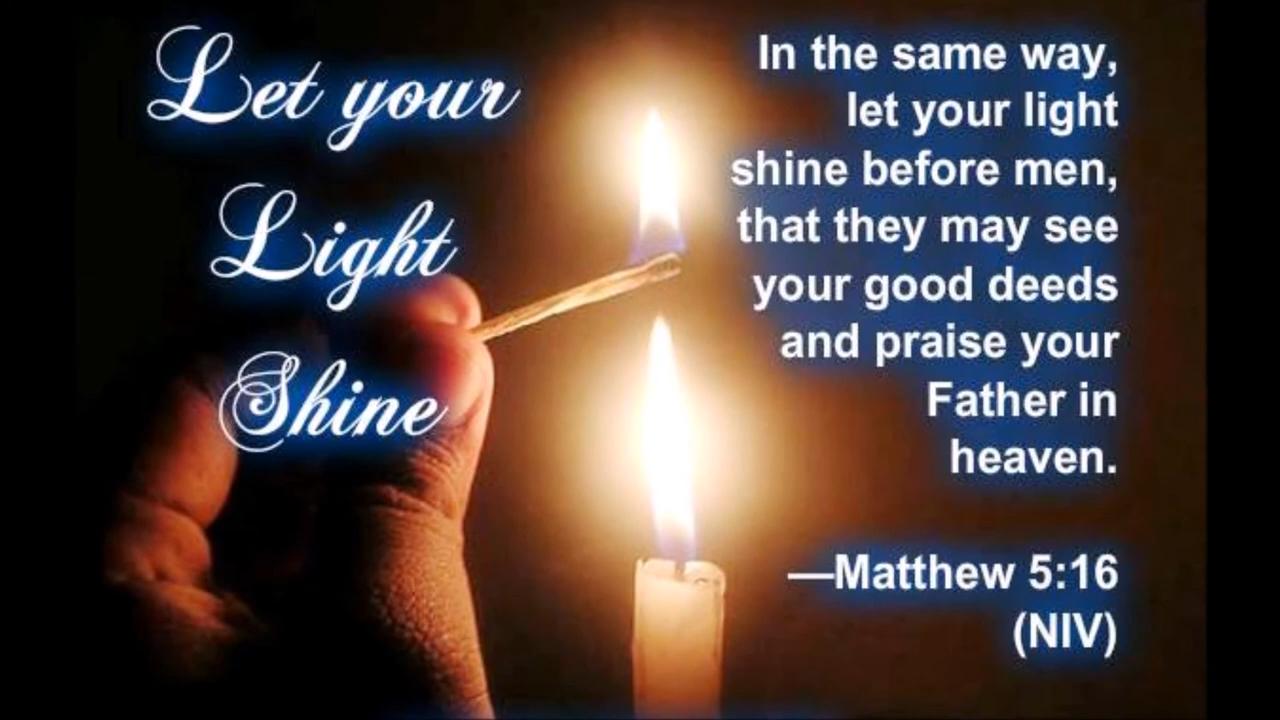 Let your
Light
Shine
In the same way,
let your light
shine before men,
that they may see
your good deeds
and praise your
Father in
heaven.
—Matthew 5:16
(NIV)